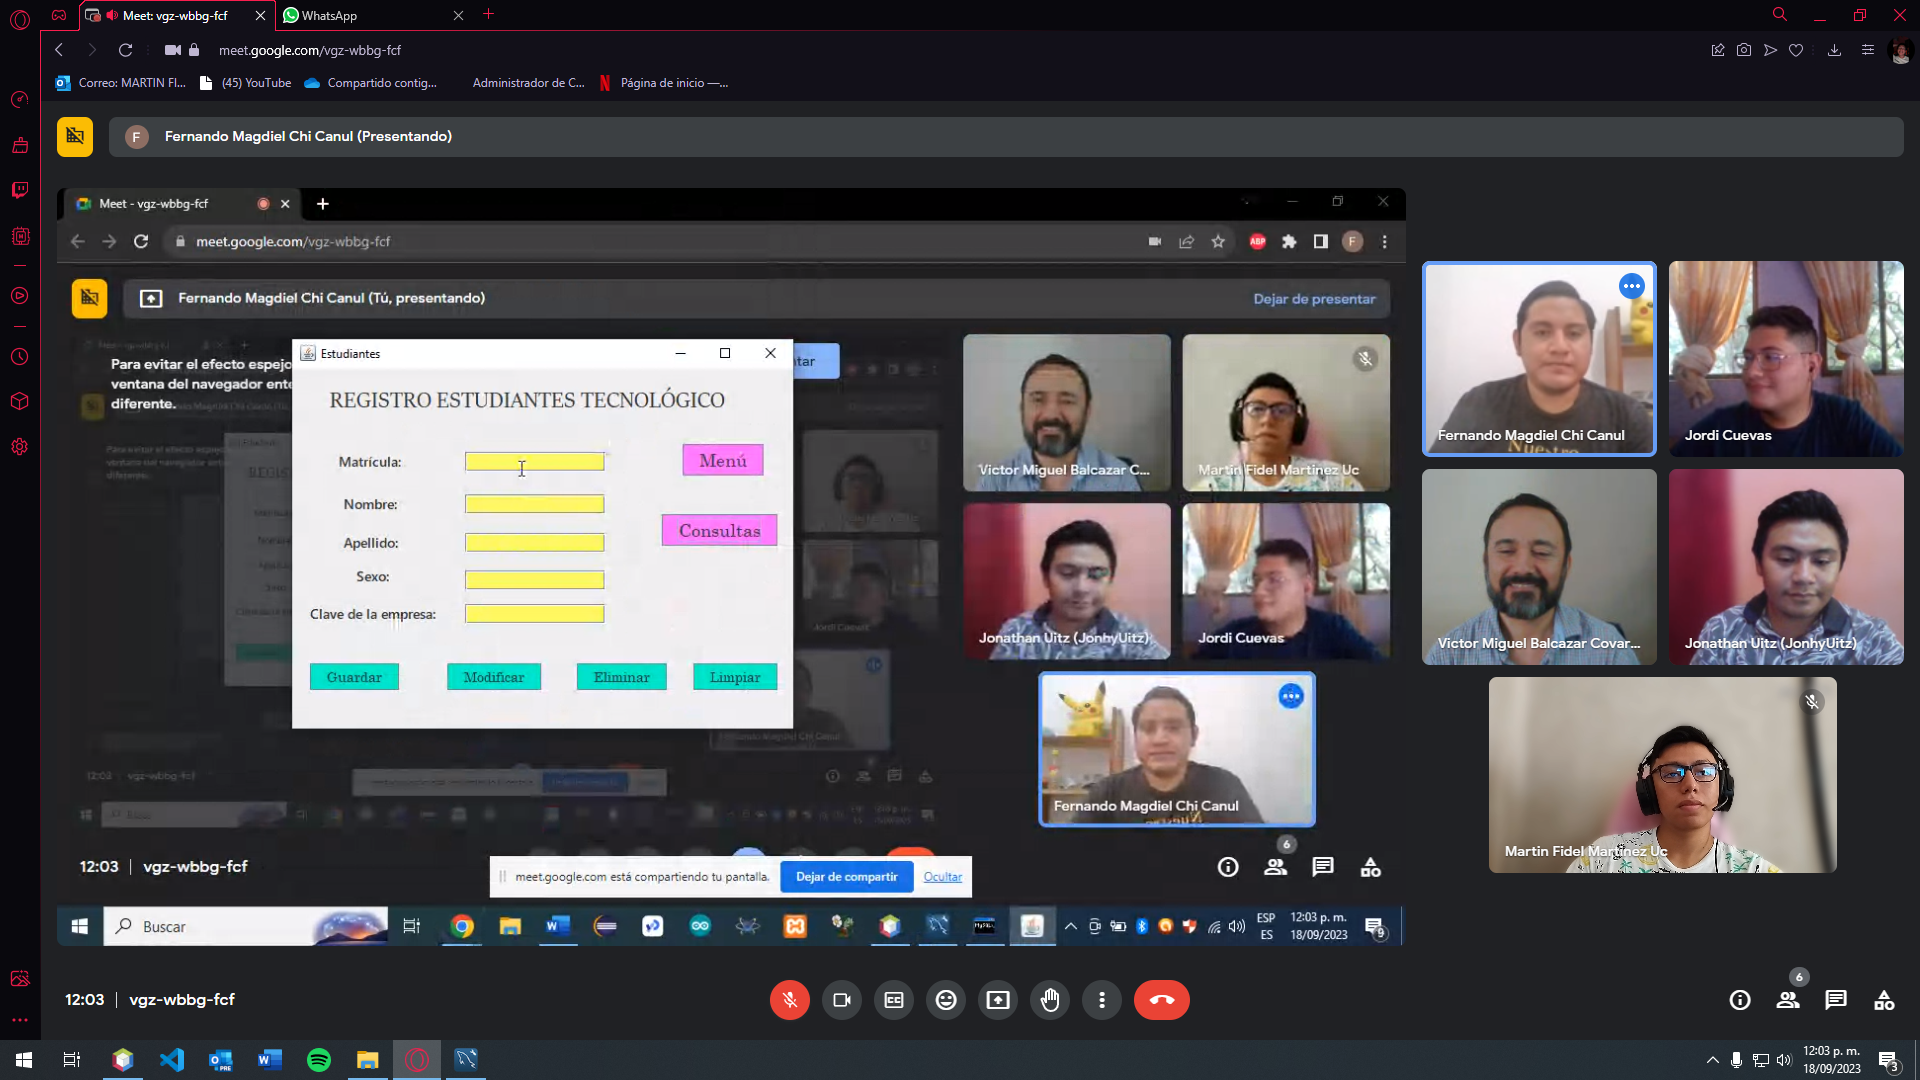 Meet: vgz-wbbg-fcf
WhatsApp
meet.google.com/vgz-wbbg-fcf
Correo: MARTIN FI...
(45) YouTube
Compartido contig...
Administrador de C...
Página de inicio —...
F
Fernando Magdiel Chi Canul (Presentando)
Meet - vgz-wbbg-fcf
meet.google.com/vgz-wbbg-fcf
ABP
F
Fernando Magdiel Chi Canul (Tú, presentando)
Dejar de presentar
Para evitar el efecto espejo
ventana del navegador ente
diferente.
tar
Estudiantes
REGISTRO ESTUDIANTES TECNOLÓGICO
Matrícula:
Menú
Nombre:
Consultas
Apellido:
Sexo:
Clave de la empresa:
Guardar
Modificar
Eliminar
Limpiar
Victor Miguel Balcazar C...
Martin Fidel Martinez Uc
Jonathan Uitz (JonhyUitz)
Jordi Cuevas
Fernando Magdiel Chi Canul
Fernando Magdiel Chi Canul
Jordi Cuevas
Victor Miguel Balcazar Covar...
Jonathan Uitz (JonhyUitz)
Martin Fidel Martinez Uc
12:03
vgz-wbbg-fcf
meet.google.com está compartiendo tu pantalla.
Dejar de compartir
Ocultar
6
Buscar
ESP
ES
12:03 p. m.
18/09/2023
9
12:03
vgz-wbbg-fcf
6
12:03 p. m.
18/09/2023
3